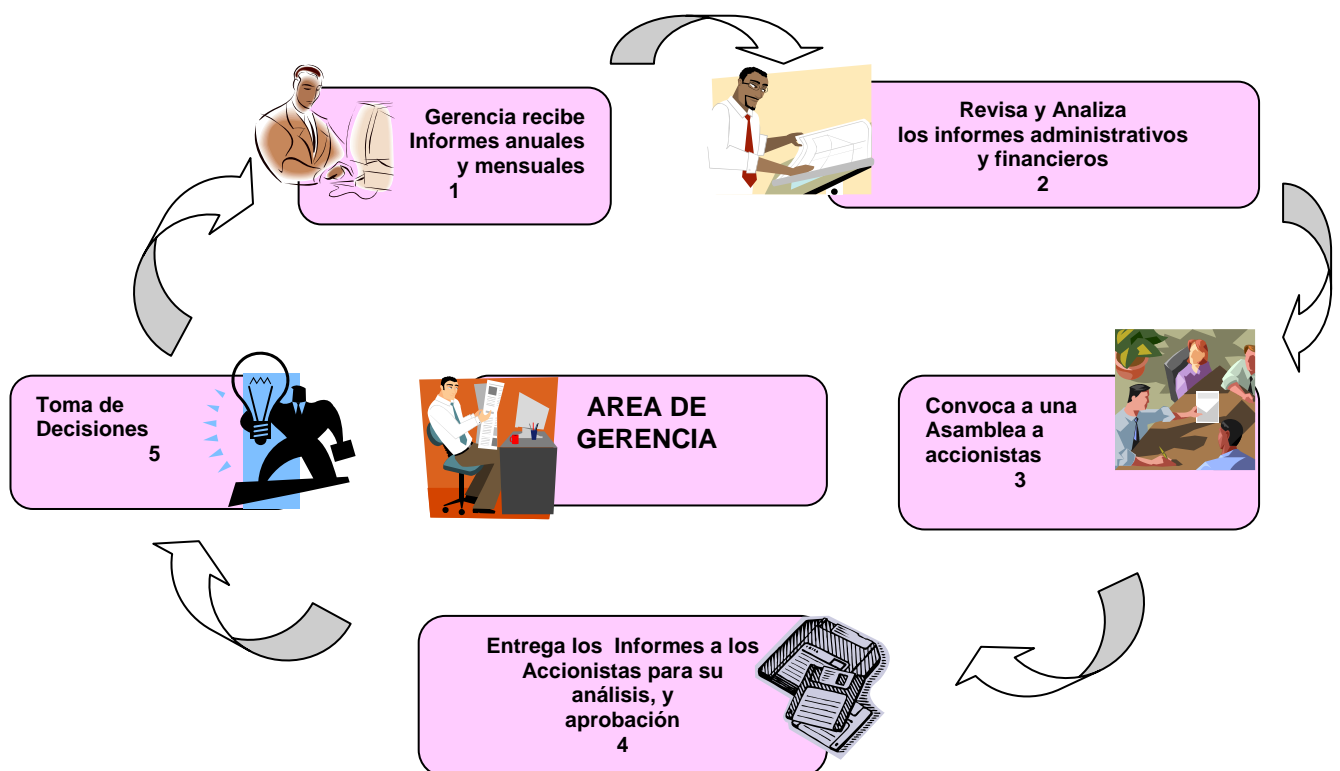 Gerencia recibe
Informes anuales
y mensuales
1
Revisa y Analiza
los informes administrativos
y financieros
2
Convoca a una
Asamblea a
accionistas
3
Entrega los Informes a los
Accionistas para su
análisis, y
aprobación
4
Toma de
Decisiones
5
AREA DE
GERENCIA